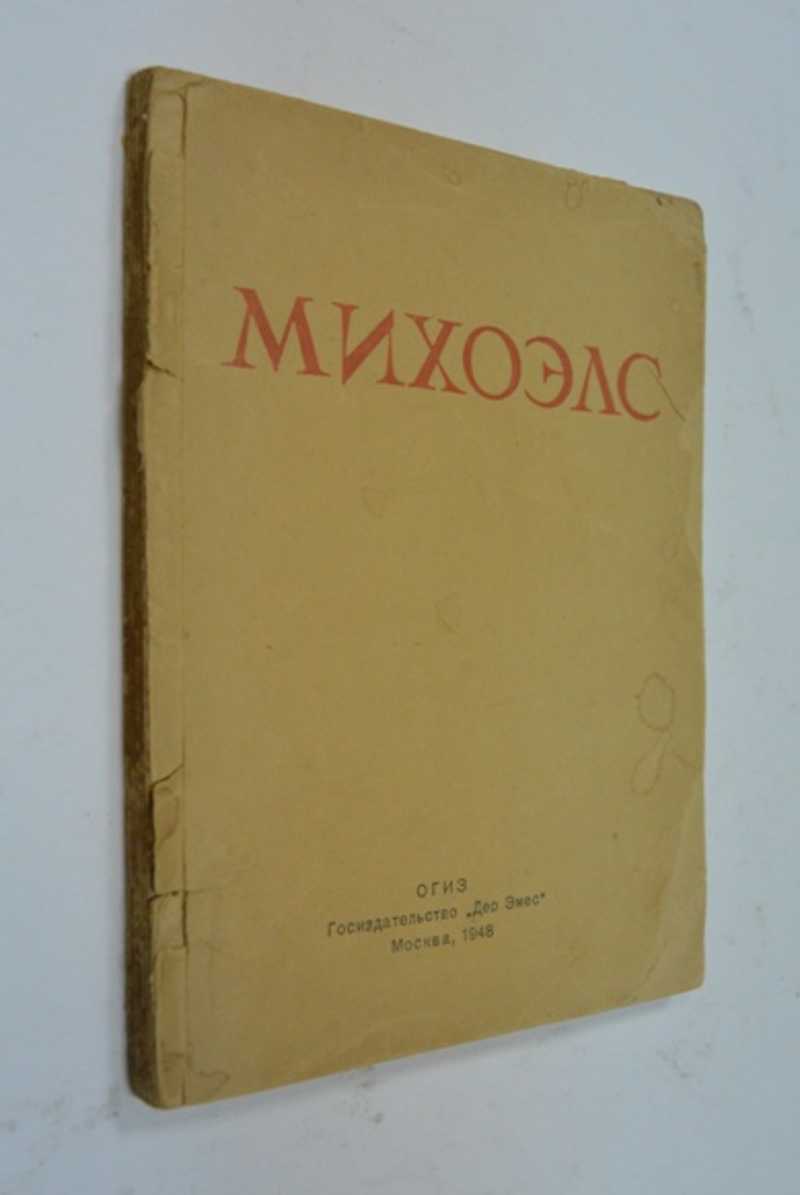 МИХОЭЛС
ОГИЗ
Госиздательство „Дер Эмес"
Москва, 1948